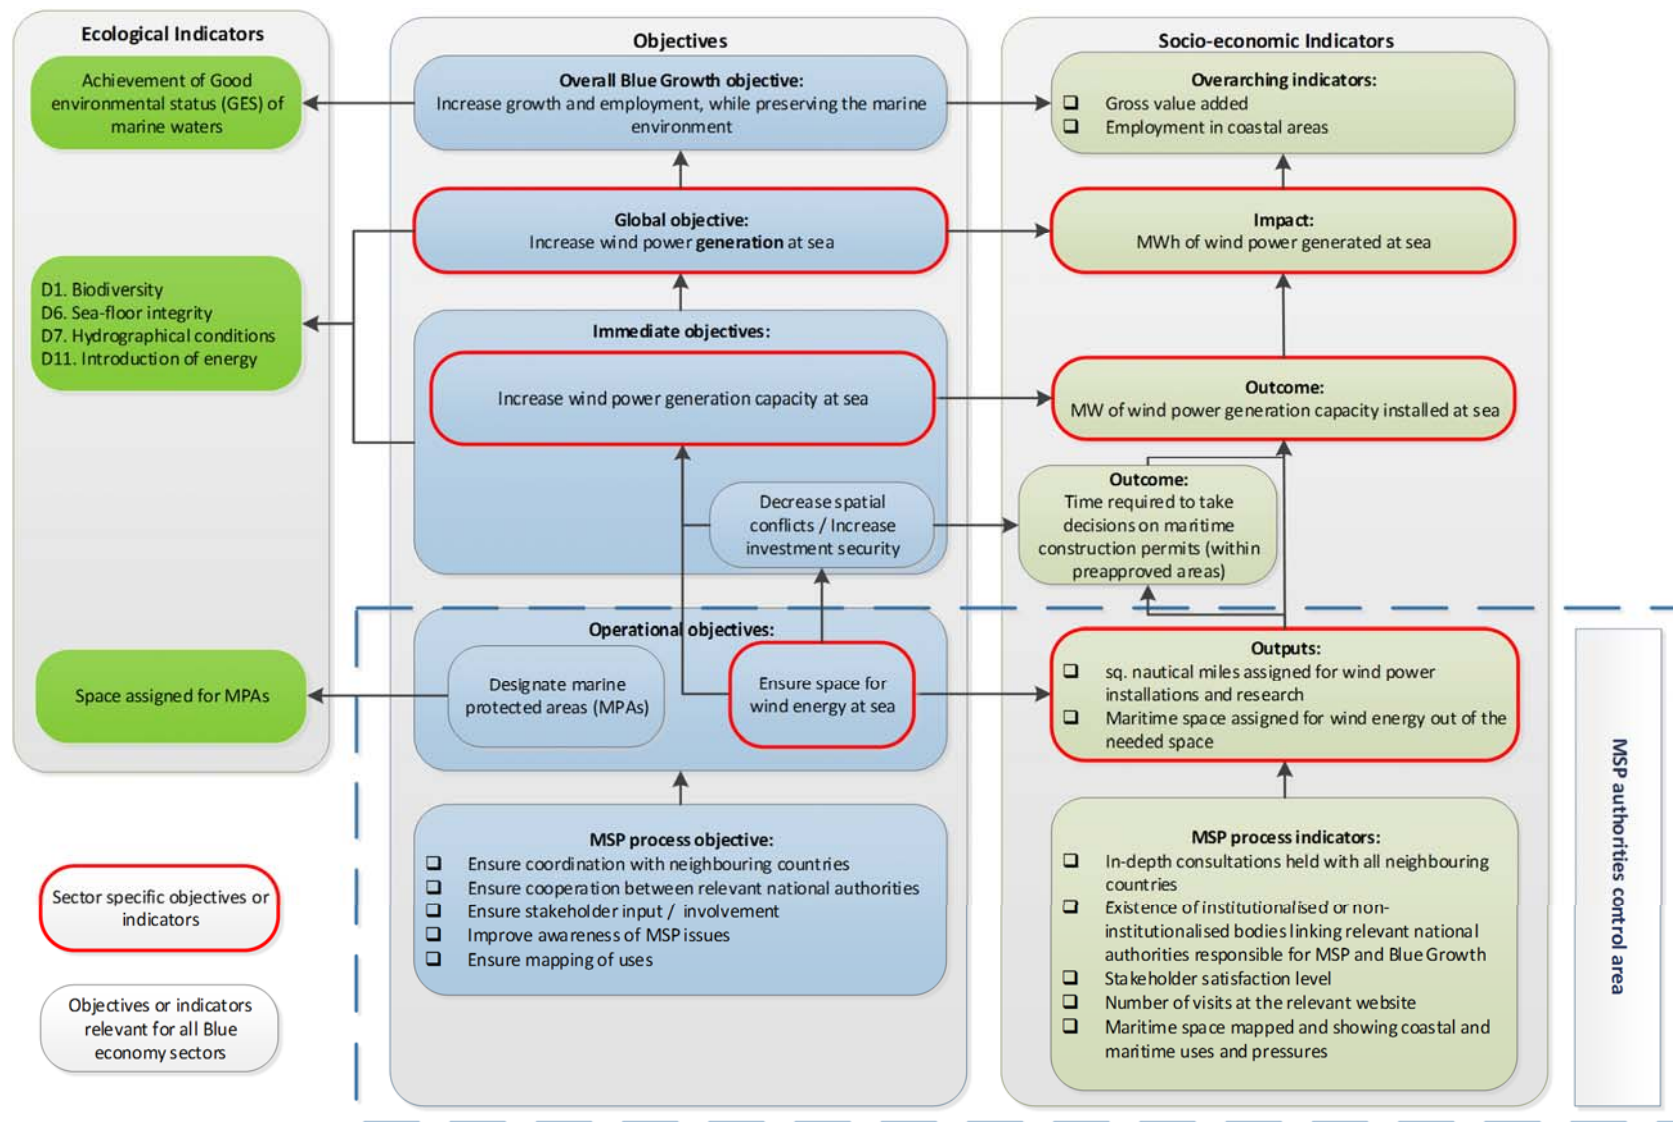 Ecological Indicators
Achievement of Good
environmental status (GES) of
marine waters
D1. Biodiversity
D6. Sea-floor integrity
D7. Hydrographical conditions
D11. Introduction of energy
Space assigned for MPAs
Sector specific objectives or
indicators
Objectives or indicators
relevant for all Blue
economy sectors
Objectives
Overall Blue Growth objective:
Increase growth and employment, while preserving the marine
environment
Global objective:
Increase wind power generation at sea
Immediate objectives:
Increase wind power generation capacity at sea
Decrease spatial
conflicts / Increase
investment security
Operational objectives:
Designate marine
protected areas (MPAs)
Ensure space for
wind energy at sea
MSP process objective:
Ensure coordination with neighbouring countries
Ensure cooperation between relevant national authorities
Ensure stakeholder input / involvement
Improve awareness of MSP issues
Ensure mapping of uses
Socio-economic Indicators
Overarching indicators:
Gross value added
Employment in coastal areas
Impact:
MWh of wind power generated at sea
Outcome:
MW of wind power generation capacity installed at sea
Outcome:
Time required to take
decisions on maritime
construction permits (within
preapproved areas)
Outputs:
sq. nautical miles assigned for wind power
installations and research
Maritime space assigned for wind energy out of the
needed space
MSP process indicators:
In-depth consultations held with all neighbouring
countries
Existence of institutionalised or non-
institutionalised bodies linking relevant national
authorities responsible for MSP and Blue Growth
Stakeholder satisfaction level
Number of visits at the relevant website
Maritime space mapped and showing coastal and
maritime uses and pressures
MSP authorities control area